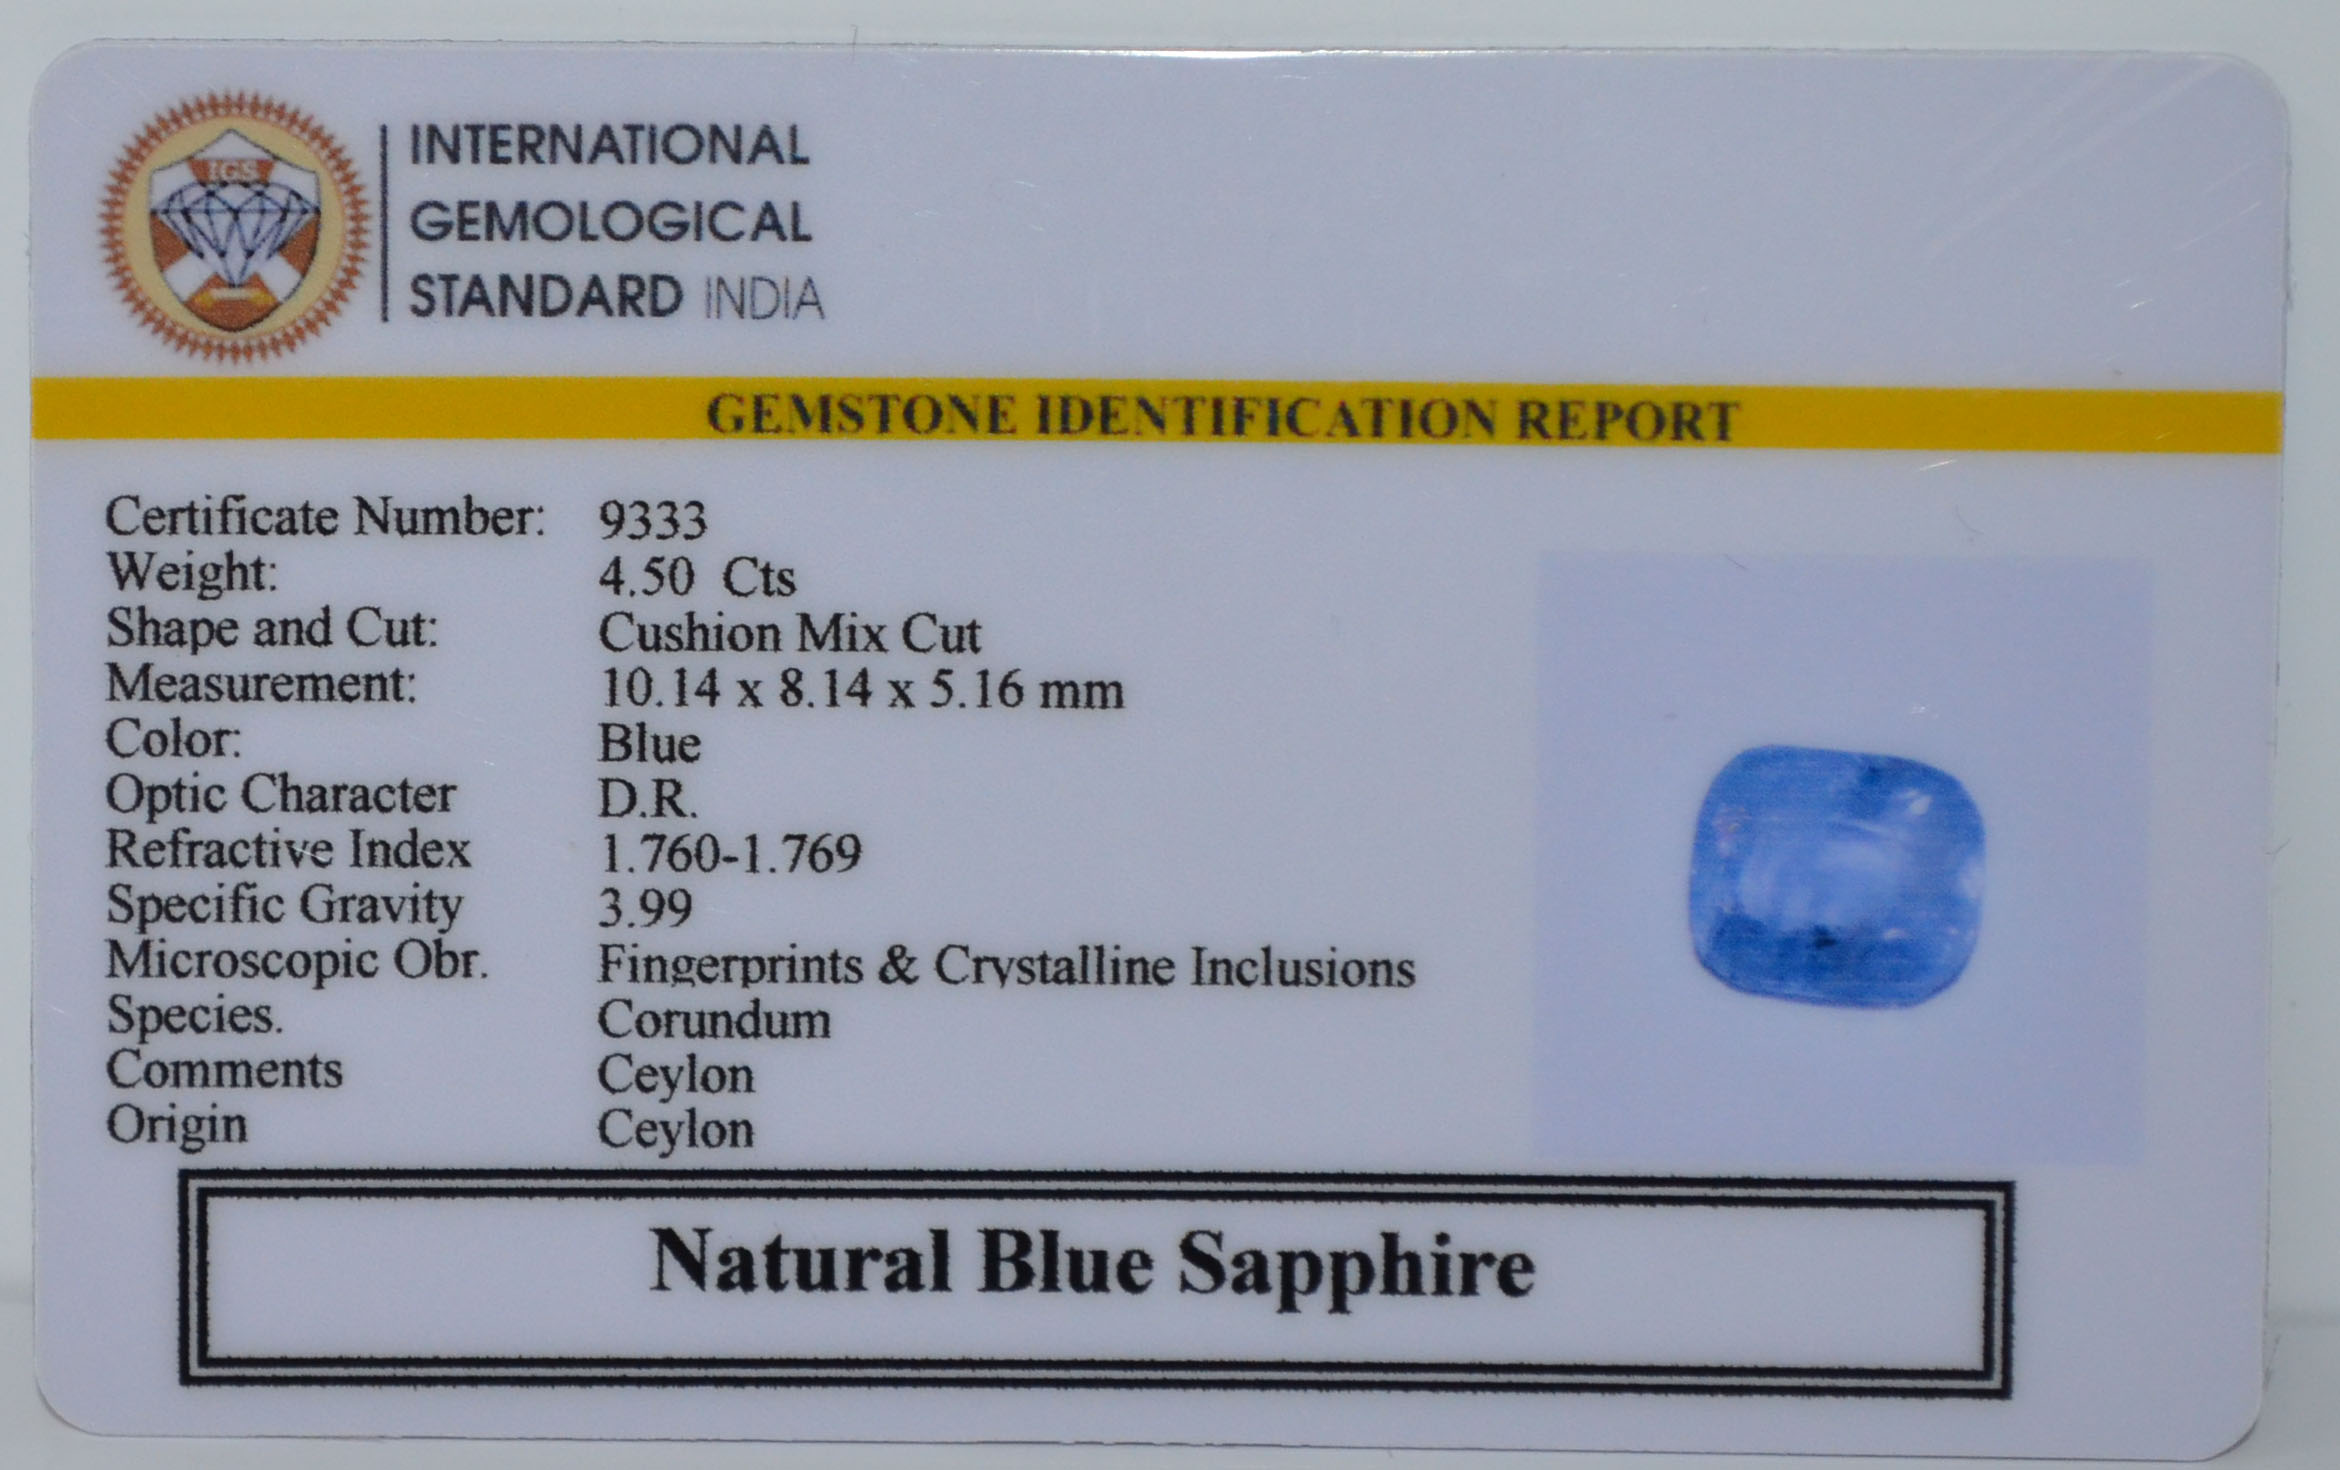 IGS
INTERNATIONAL
GEMOLOGICAL
STANDARD INDIA
GEMSTONE IDENTIFICATION REPORT
Certificate Number: 9333
Weight: 4.50 Cts
Shape and Cut: Cushion Mix Cut
Measurement: 10.14 x 8.14 x 5.16 mm
Color: Blue
Optic Character D.R.
Refractive Index 1.760-1.769
Specific Gravity 3.99
Microscopic Obr. Fingerprints & Crystalline Inclusions
Species. Corundum
Comments Ceylon
Origin Ceylon
Natural Blue Sapphire